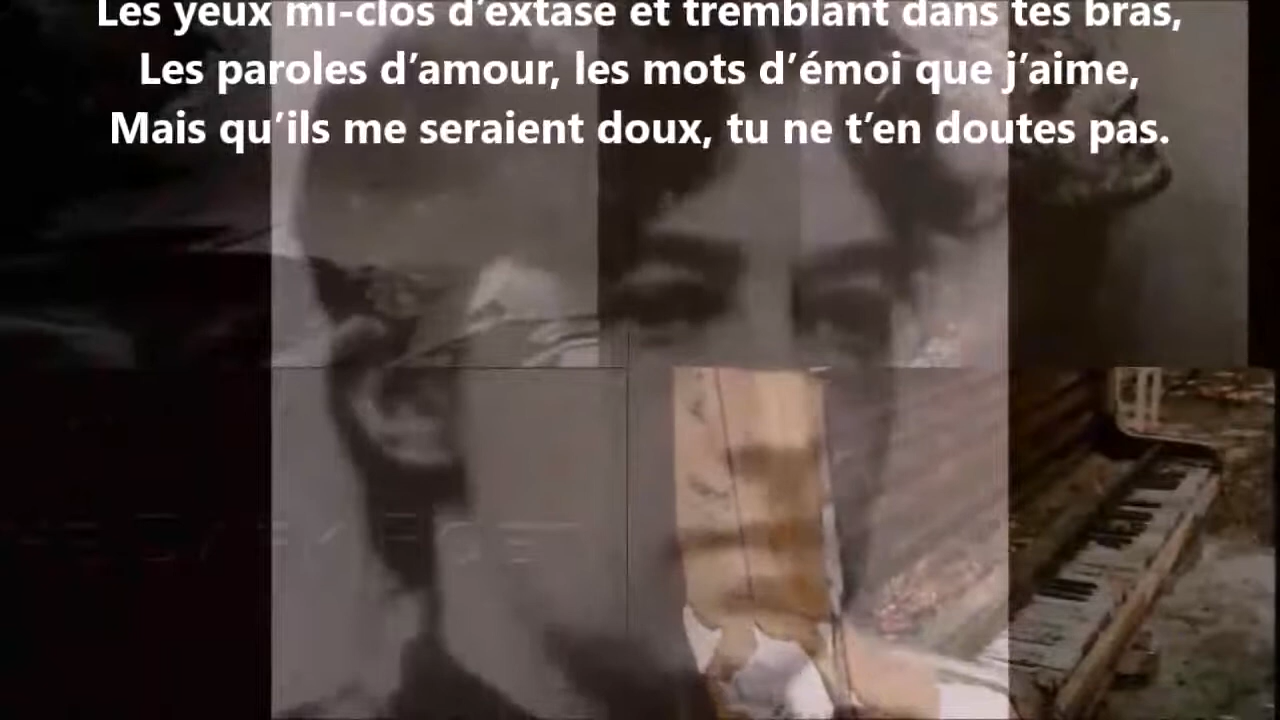 Les yeux mi-clos d’extase et tremblant dans tes bras,
Les paroles d’amour, les mots d’émoi que j’aime,
Mais qu’ils me seraient doux, tu ne t’en doutes pas.